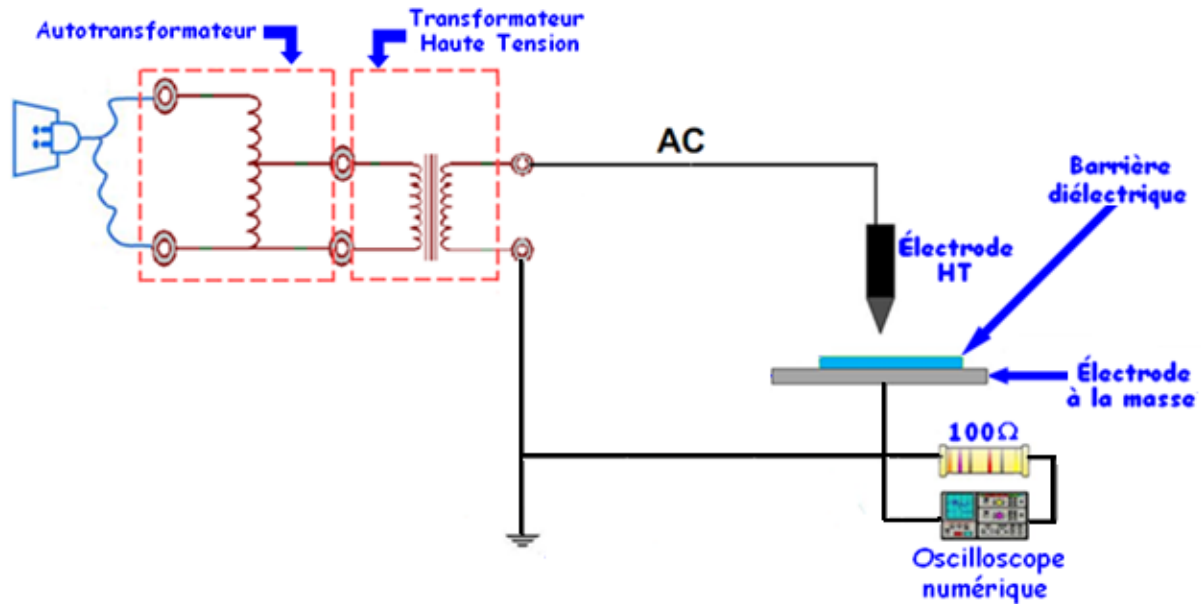 Autotransformateur
Transformateur
Haute Tension
AC
Barrière
diélectrique
Électrode
HT
Électrode
à la masse
100Ω
Oscilloscope
numérique